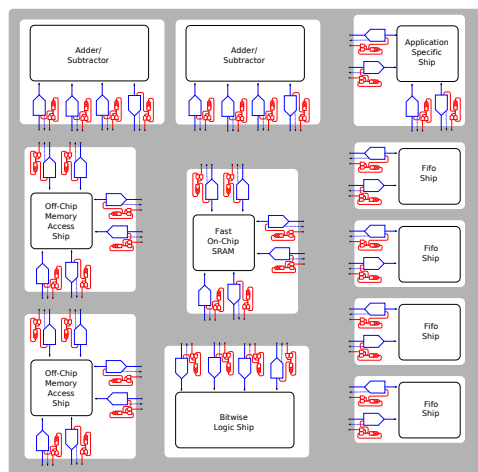 Adder/
Subtractor
Adder/
Subtractor
Application
Specific
Ship
Fifo
Ship
Off-Chip
Memory
Access
Ship
Fast
On-Chip
SRAM
Fifo
Ship
Fifo
Ship
Off-Chip
Memory
Access
Ship
Bitwise
Logic Ship
Fifo
Ship